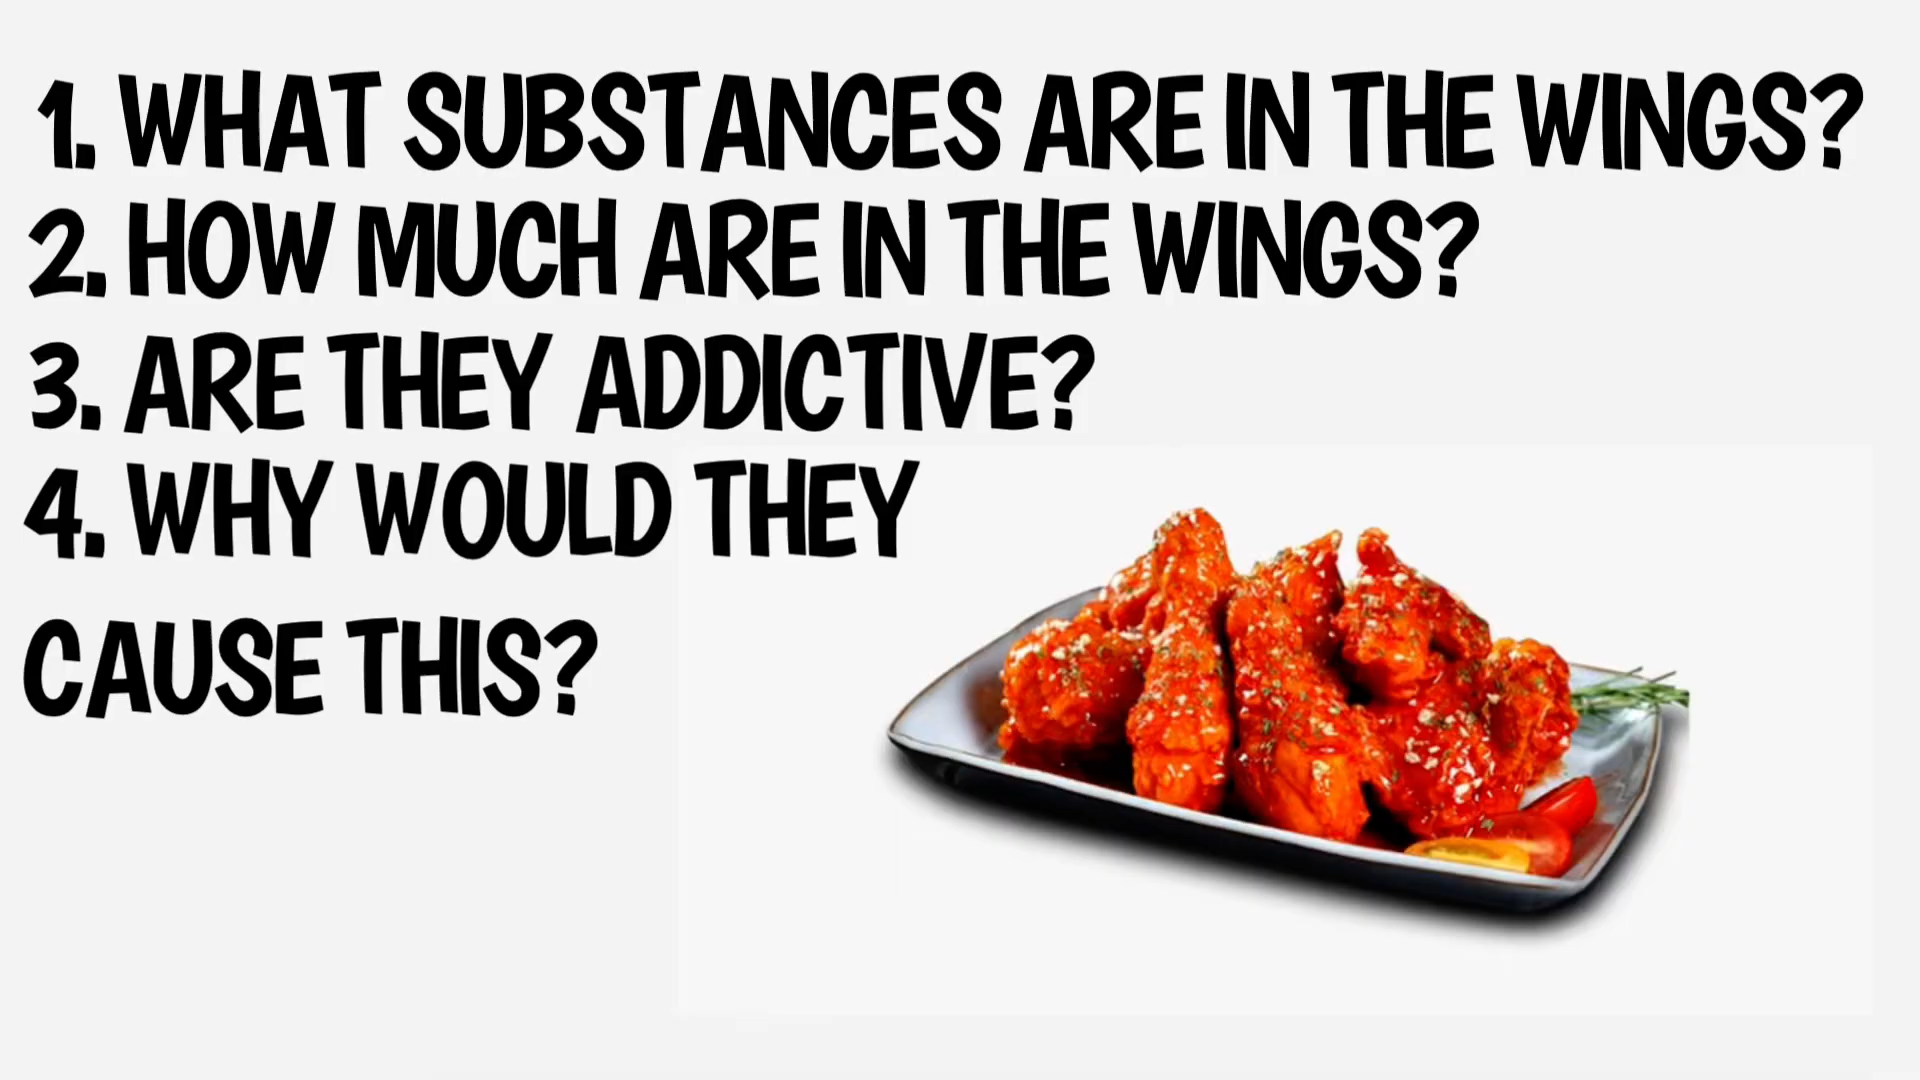 1. WHAT SUBSTANCES ARE IN THE WINGS?
2. HOW MUCH ARE IN THE WINGS?
3. ARE THEY ADDICTIVE?
4. WHY WOULD THEY
CAUSE THIS?